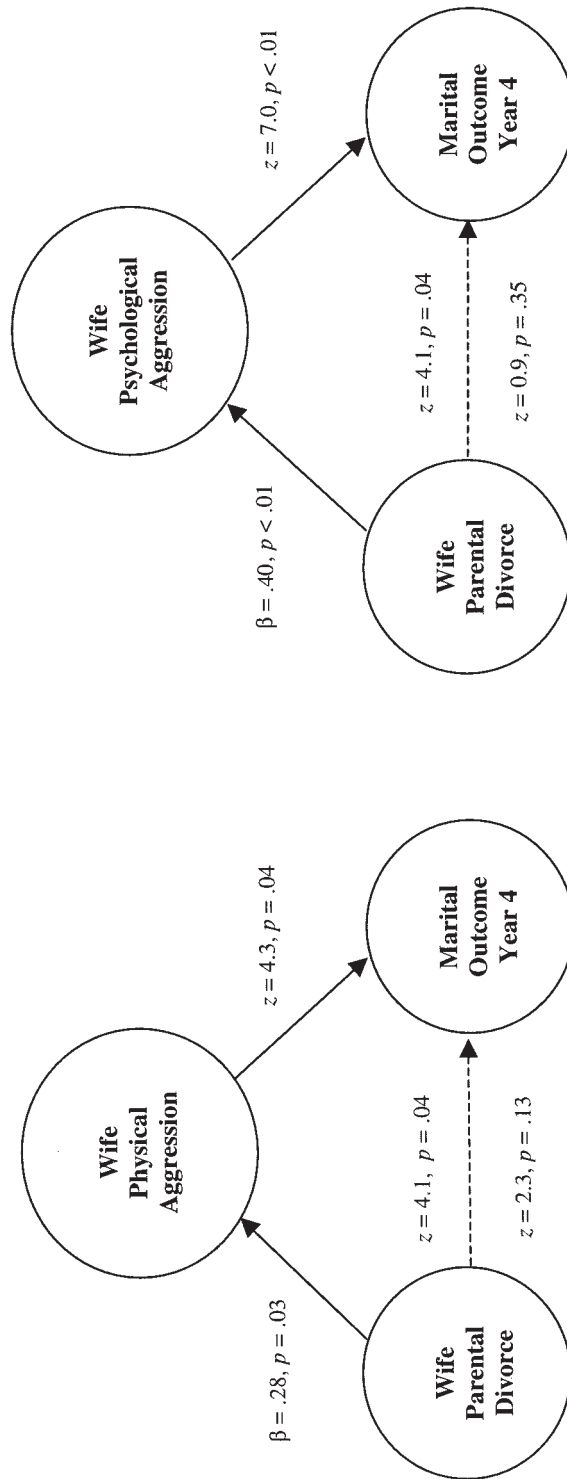 Wife
Physical
Aggression
β = .28, p = .03
z = 4.3, p = .04
Wife
Parental
Divorce
z = 4.1, p = .04
z = 2.3, p = .13
Marital
Outcome
Year 4
Wife
Psychological
Aggression
β = .40, p < .01
z = 7.0, p < .01
Wife
Parental
Divorce
z = 4.1, p = .04
z = 0.9, p = .35
Marital
Outcome
Year 4